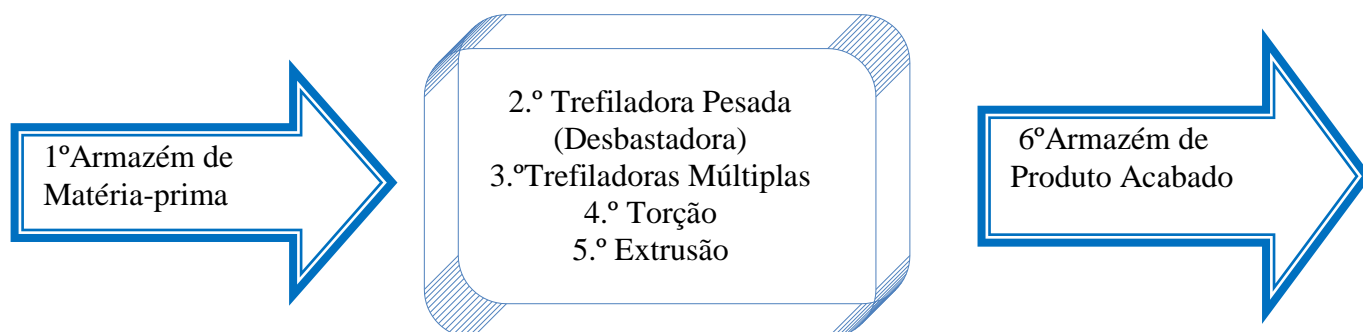 1ºArmazém de
Matéria-prima
2.º Trefiladora Pesada
(Desbastadora)
3.ºTrefiladoras Múltiplas
4.º Torção
5.º Extrusão
6ºArmazém de
Produto Acabado